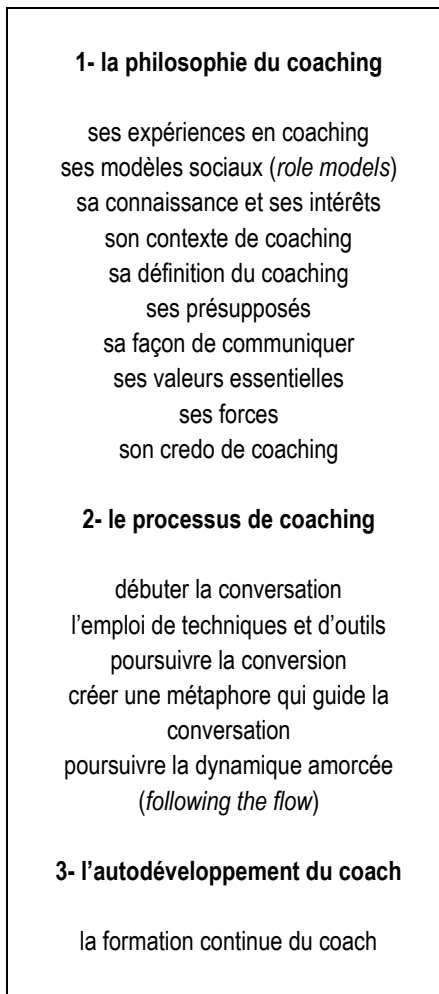 1- la philosophie du coaching
ses expériences en coaching
ses modèles sociaux (role models)
sa connaissance et ses intérêts
son contexte de coaching
sa définition du coaching
ses présupposés
sa façon de communiquer
ses valeurs essentielles
ses forces
son credo de coaching
2- le processus de coaching
débuter la conversation
l’emploi de techniques et d’outils
poursuivre la conversion
créer une métaphore qui guide la
conversation
poursuivre la dynamique amorcée
(following the flow)
3- l’autodéveloppement du coach
la formation continue du coach